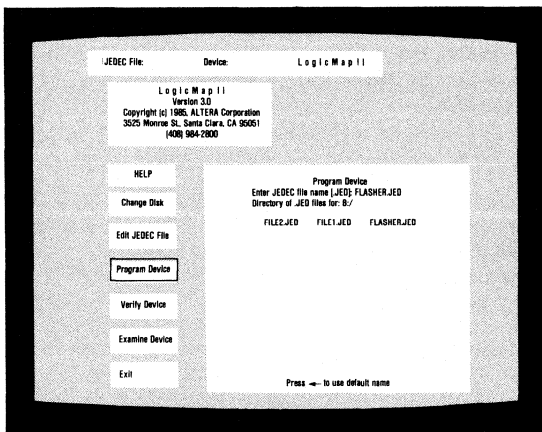 JEDEC File: Device: LogicMap II
LogicMap II
Version 3.0
Copyright (c) 1985, ALTERA Corporation
3525 Monroe St., Santa Clara, CA 95051
(408) 984-2800
HELP
Change Disk
Edit JEDEC File
Program Device
Verify Device
Examine Device
Exit
Program Device
Enter JEDEC file name [.JED]: FLASHER.JED
Directory of .JED files for: B:/
FILE2.JED FILE1.JED FLASHER.JED
Press ◄— to use default name